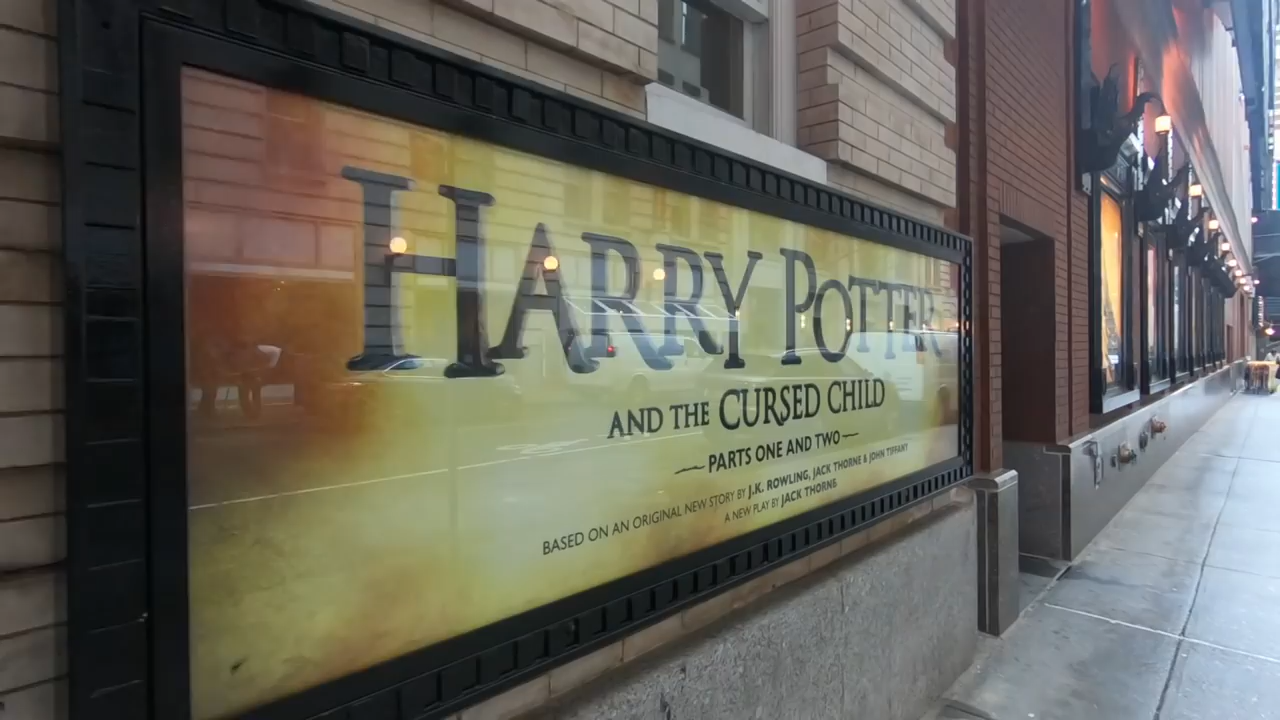 HARRY POTTER
AND THE CURSED CHILD
PARTS ONE AND TWO
BASED ON AN ORIGINAL NEW STORY BY J.K. ROWLING, JACK THORNE & JOHN TIFFANY
A NEW PLAY BY JACK THORNE